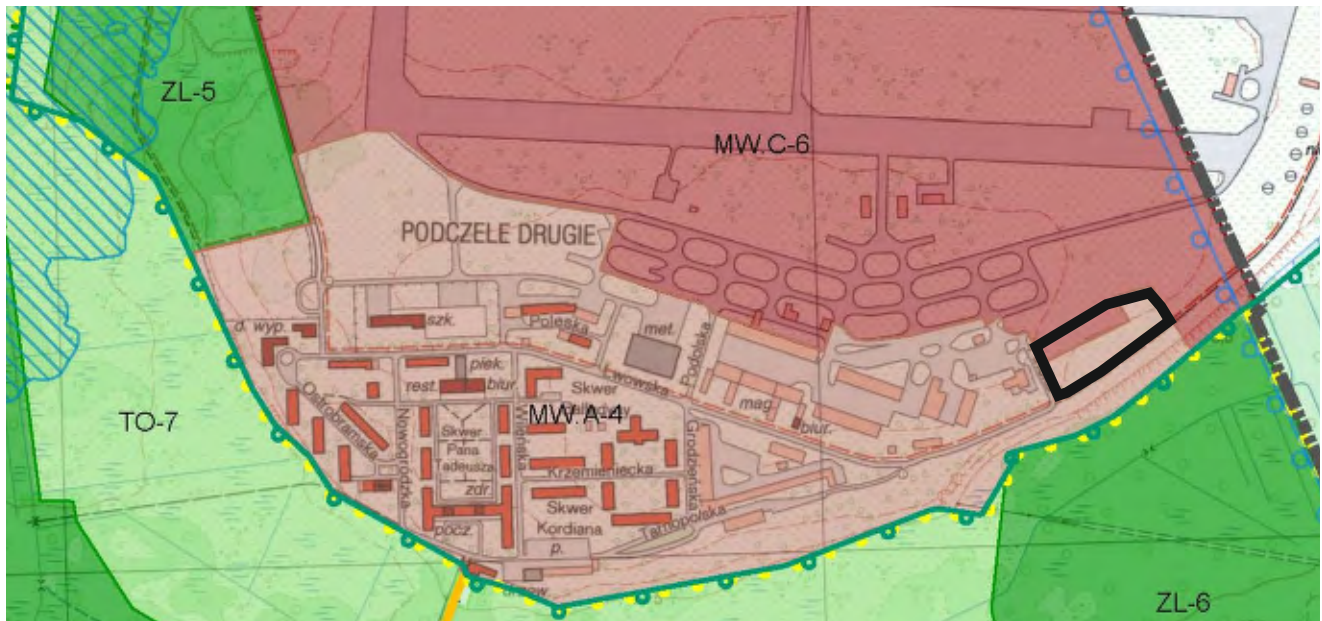 ZL-5
MW.C-6
PODCZELE DRUGIE
d. wyp.
szk.
Poleska
met.
Podolska
Lwowska
piek.
rest.
biur.
Skwer
MW.A-4
mag.
biur.
TO-7
Ostrobramska
Nowogródzka
Skwer
Pana
Tadeusza
Wileńska
Krzemieniecka
Grodzieńska
zdr.
Skwer
Kordiana
Tarnopolska
pocz.
p.
ZL-6